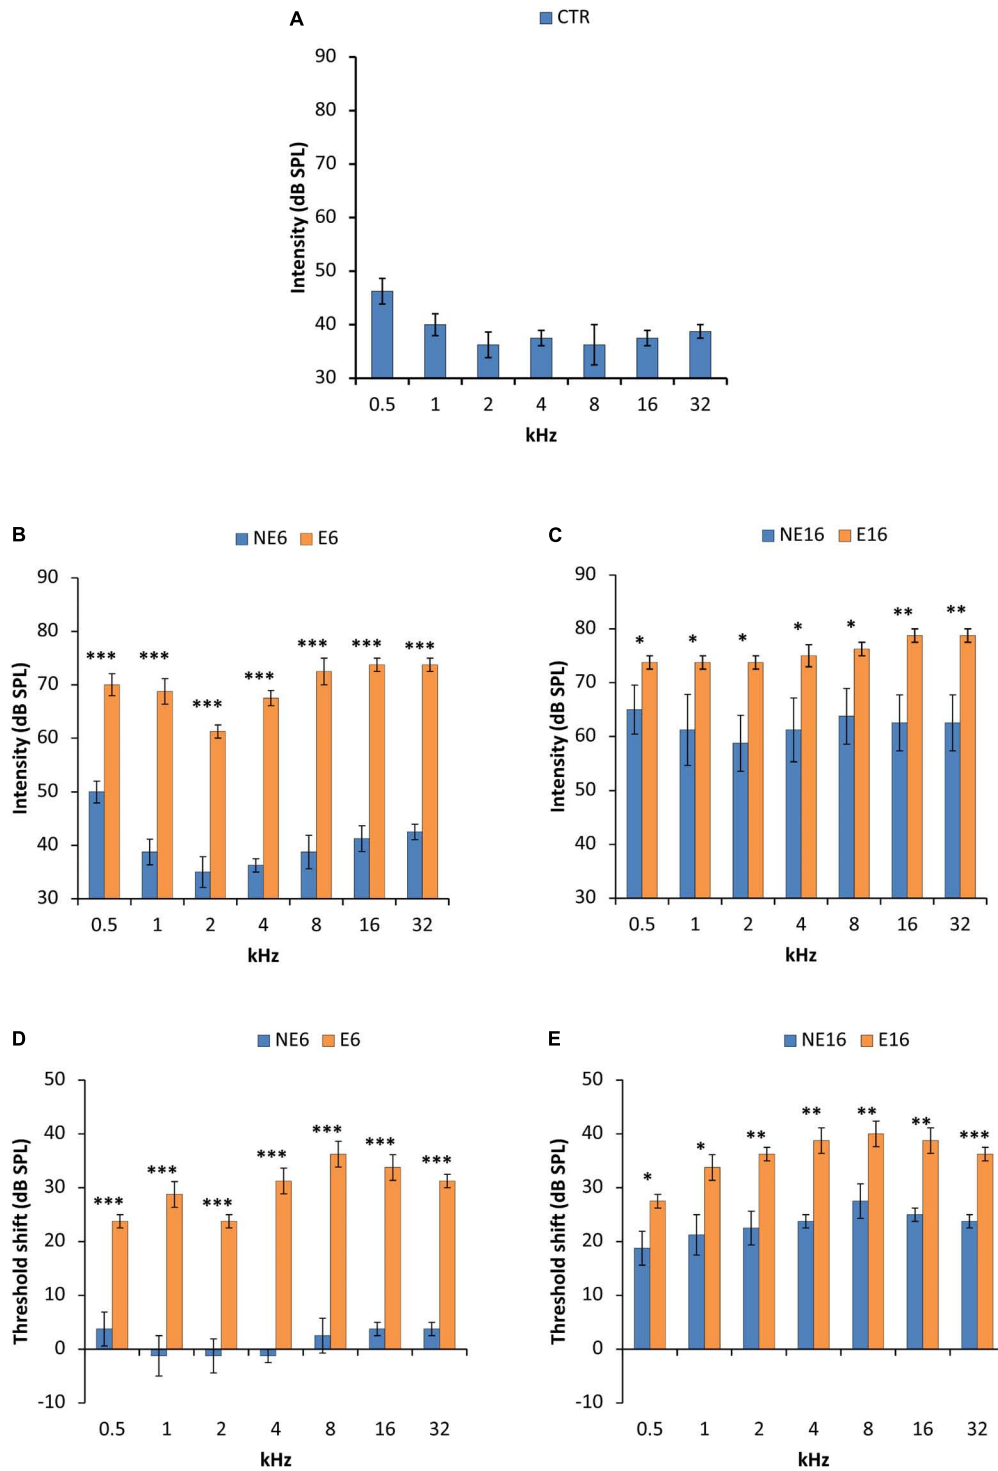 A
CTR
90
80
70
60
50
40
30
Intensity (dB SPL)
0.5 1 2 4 8 16 32
kHz
B
NE6 E6
90
80
70
60
50
40
30
Intensity (dB SPL)
*** *** *** *** *** *** ***
0.5 1 2 4 8 16 32
kHz
C
NE16 E16
90
80
70
60
50
40
30
Intensity (dB SPL)
* * * * * ** **
0.5 1 2 4 8 16 32
kHz
D
NE6 E6
50
40
30
20
10
0
-10
Threshold shift (dB SPL)
*** *** *** *** *** *** ***
0.5 1 2 4 8 16 32
kHz
E
NE16 E16
50
40
30
20
10
0
-10
Threshold shift (dB SPL)
* * ** ** ** ** ***
0.5 1 2 4 8 16 32
kHz